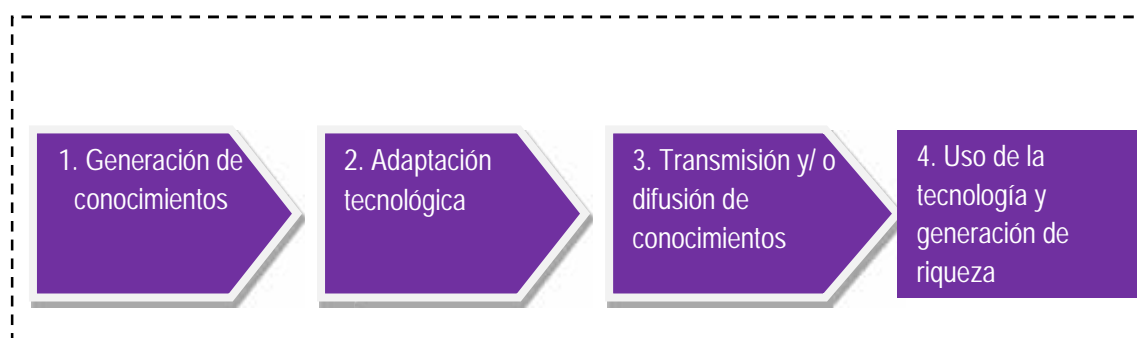 1. Generación de
conocimientos
2. Adaptación
tecnológica
3. Transmisión y/ o
difusión de
conocimientos
4. Uso de la
tecnología y
generación de
riqueza